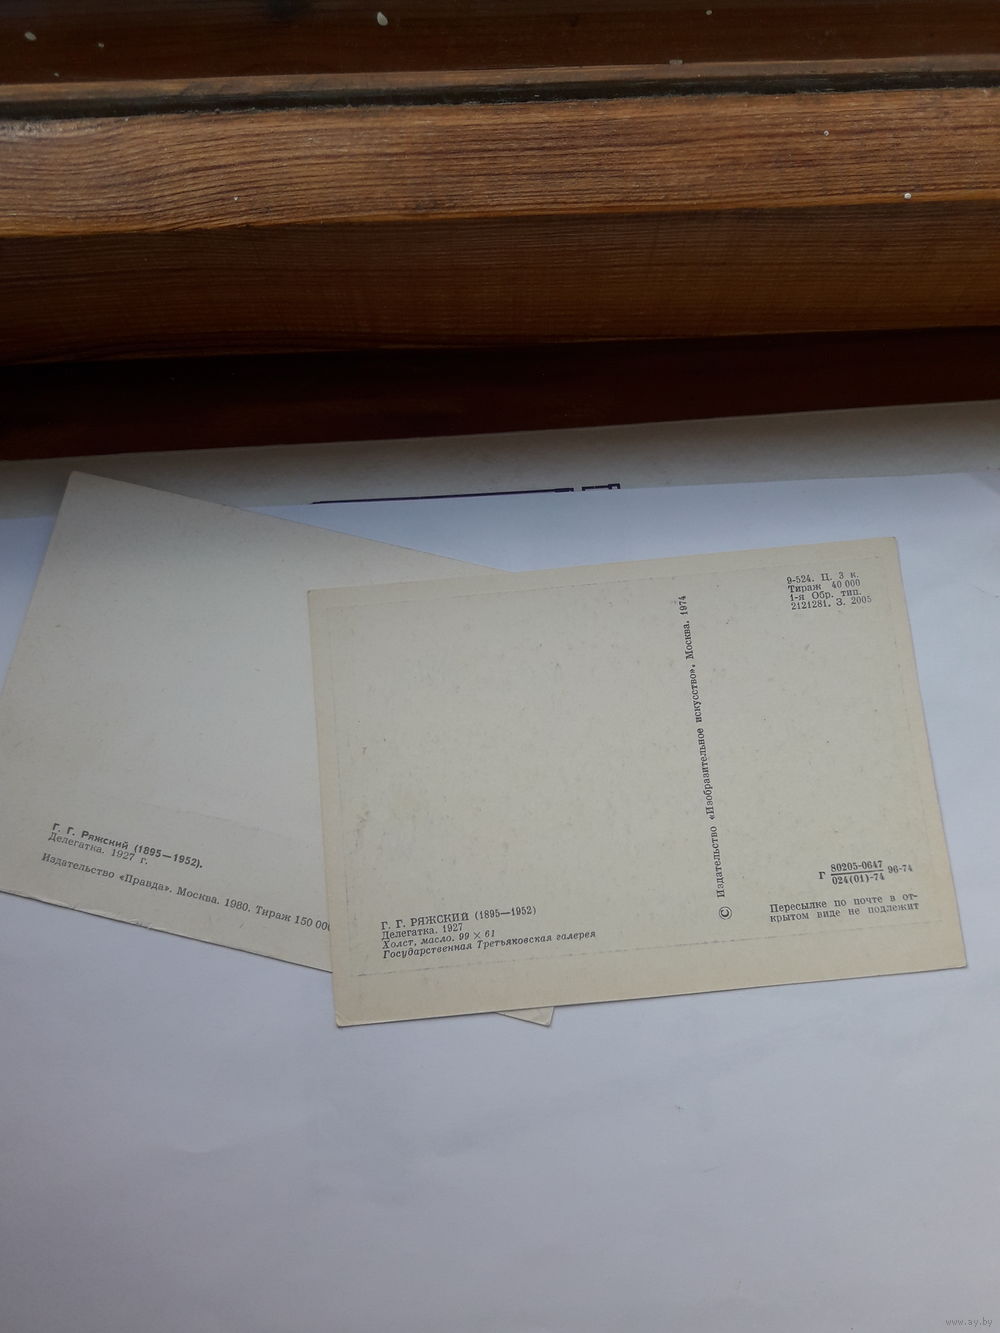 Г. Г. Ряжский (1895—1952).
Делегатка. 1927 г.
Издательство «Правда». Москва. 1980. Тираж 150 000
9-524. Ц. 3 к.
Тираж 40 000
1-я Обр. тип.
2121281. З. 2005
© Издательство «Изобразительное искусство», Москва. 1974
Г 80205-0647 96-74
024(01)-74
Пересылке по почте в от-
крытом виде не подлежит
Г. Г. РЯЖСКИЙ (1895—1952)
Делегатка. 1927
Холст, масло. 99 × 61
Государственная Третьяковская галерея
www.ay.by